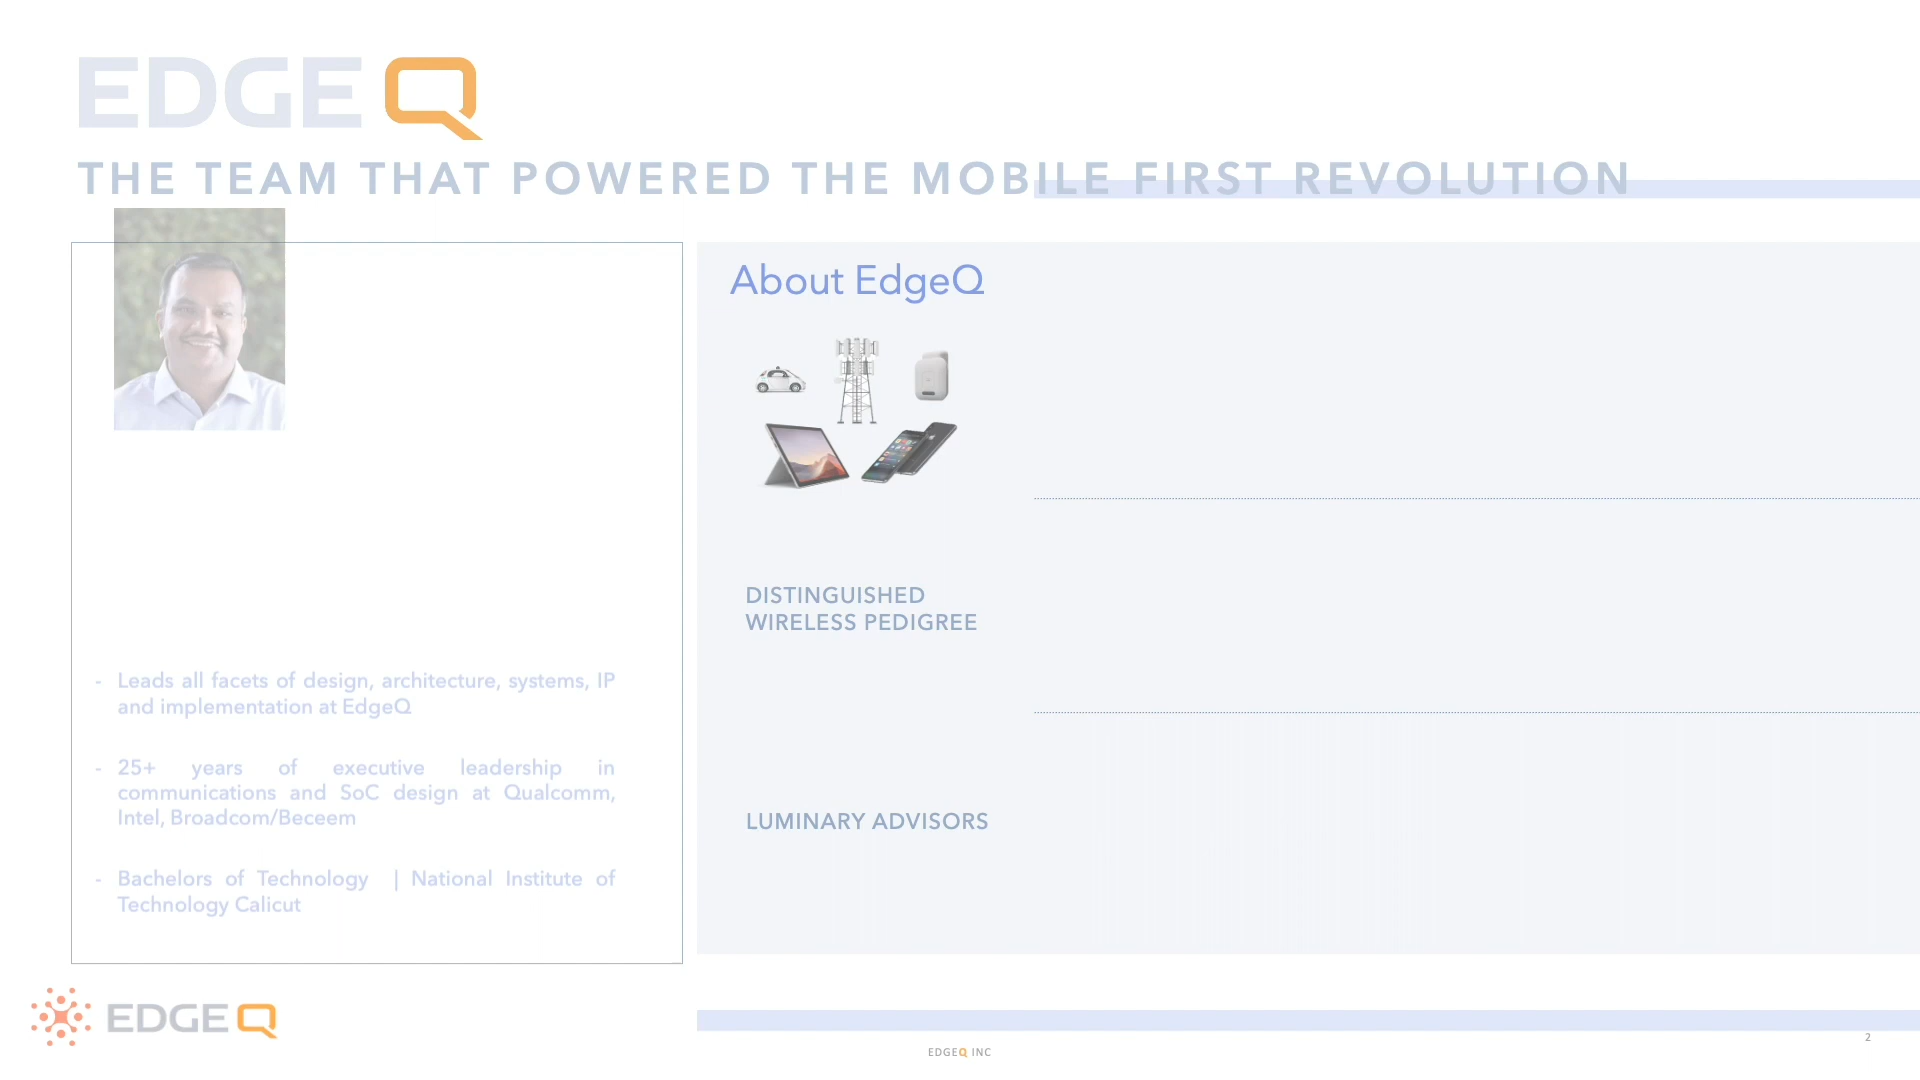 EDGEQ
THE TEAM THAT POWERED THE MOBILE FIRST REVOLUTION
About EdgeQ
DISTINGUISHED
WIRELESS PEDIGREE
LUMINARY ADVISORS
- Leads all facets of design, architecture, systems, IP
and implementation at EdgeQ
- 25+ years of executive leadership in
communications and SoC design at Qualcomm,
Intel, Broadcom/Beceem
- Bachelors of Technology | National Institute of
Technology Calicut
EDGEQ
EDGEQ INC
2